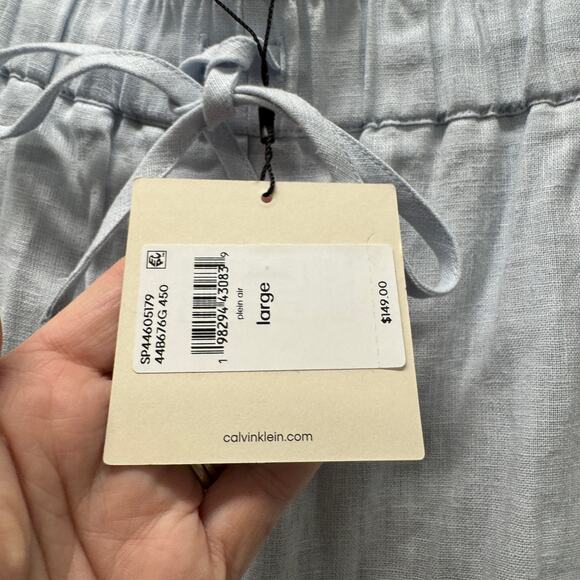 SP44605179
44B676G 450
1 98294 43083 9
plein air
large
$149.00
calvinklein.com